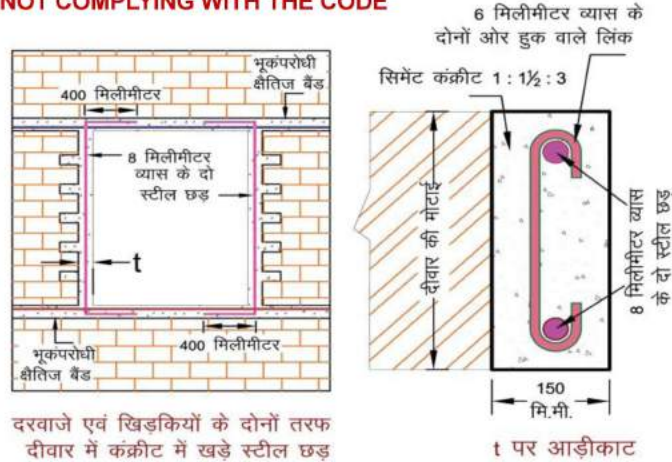 NOT COMPLYING WITH THE CODE
6 मिलीमीटर व्यास के
दोनों ओर हुक वाले लिंक
भूकंपरोधी
क्षैतिज बैंड
400 मिलीमीटर
सिमेंट कंक्रीट 1 : 1½ : 3
8 मिलीमीटर
व्यास के दो
स्टील छड़
t
दीवार की मोटाई
8 मिलीमीटर व्यास
के दो स्टील छड़
भूकंपरोधी
क्षैतिज बैंड
400 मिलीमीटर
150
मि.मी.
दरवाजे एवं खिड़कियों के दोनों तरफ
दीवार में कंक्रीट में खड़े स्टील छड़
t पर आड़ीकाट